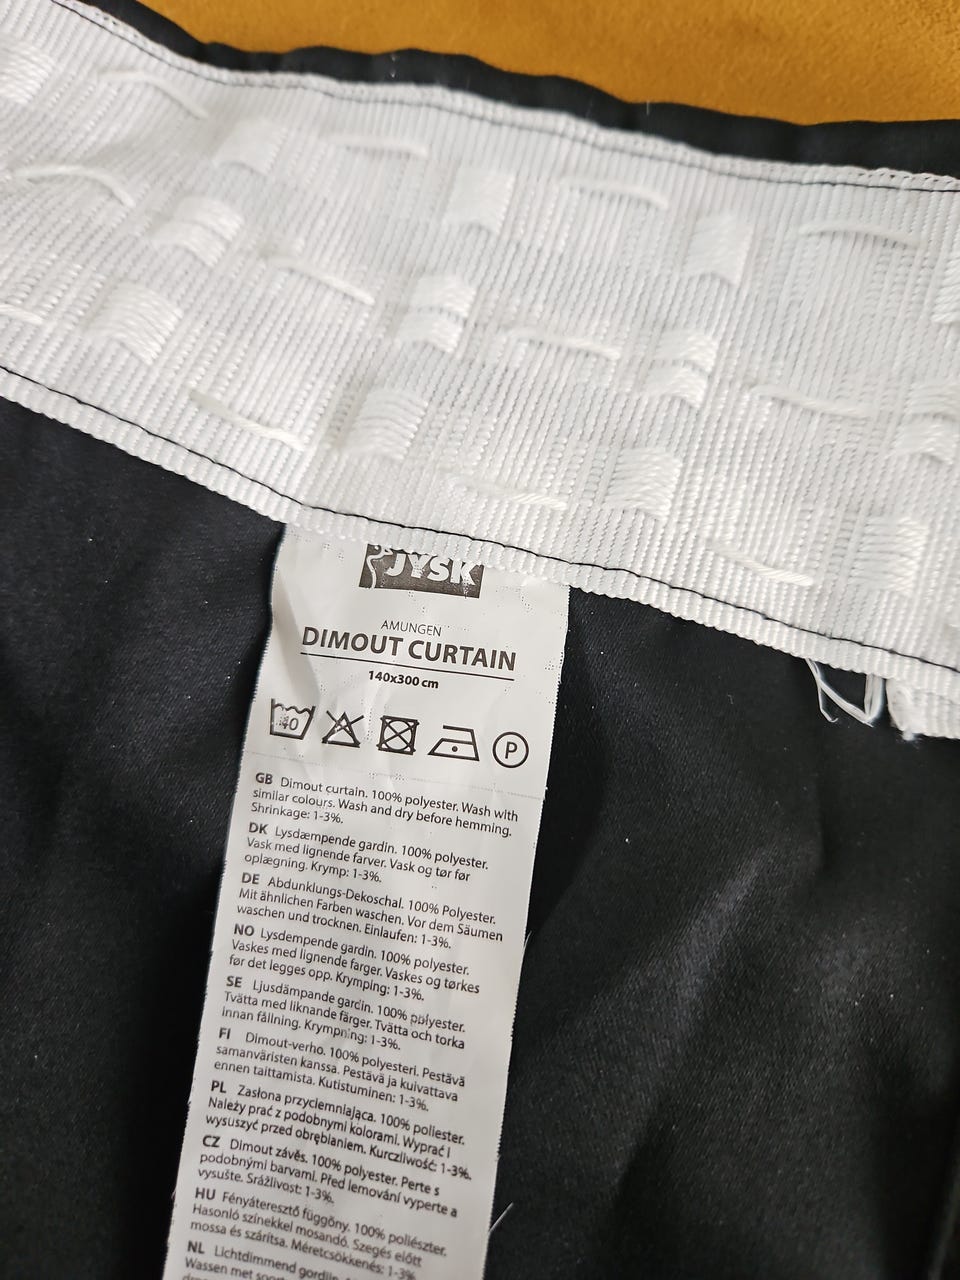 JYSK
AMUNGEN
DIMOUT CURTAIN
140x300 cm
40
P
GB Dimout curtain. 100% polyester. Wash with
similar colours. Wash and dry before hemming.
Shrinkage: 1-3%.
DK Lysdæmpende gardin. 100% polyester.
Vask med lignende farver. Vask og tør før
oplægning. Krymp: 1-3%.
DE Abdunklungs-Dekoschal. 100% Polyester.
Mit ähnlichen Farben waschen. Vor dem Säumen
waschen und trocknen. Einlaufen: 1-3%.
NO Lysdempende gardin. 100% polyester.
Vaskes med lignende farger. Vaskes og tørkes
før det legges opp. Krymping: 1-3%.
SE Ljusdämpande gardin. 100% polyester.
Tvätta med liknande färger. Tvätta och torka
innan fållning. Krympning: 1-3%.
FI Dimout-verho. 100% polyesteri. Pestävä
samanväristen kanssa. Pestävä ja kuivattava
ennen taittamista. Kutistuminen: 1-3%.
PL Zasłona przyciemniająca. 100% poliester.
Należy prać z podobnymi kolorami. Wyprać i
wysuszyć przed obrębianiem. Kurczliwość: 1-3%.
CZ Dimout závěs. 100% polyester. Perte s
podobnými barvami. Před lemování vyperte a
vysušte. Srážlivost: 1-3%.
HU Fényáteresztő függöny. 100% poliészter.
Hasonló színekkel mosandó. Szegés előtt
mossa és szárítsa. Méretcsökkenés: 1-3%
NL Lichtdimmend gordijn.
Wassen met